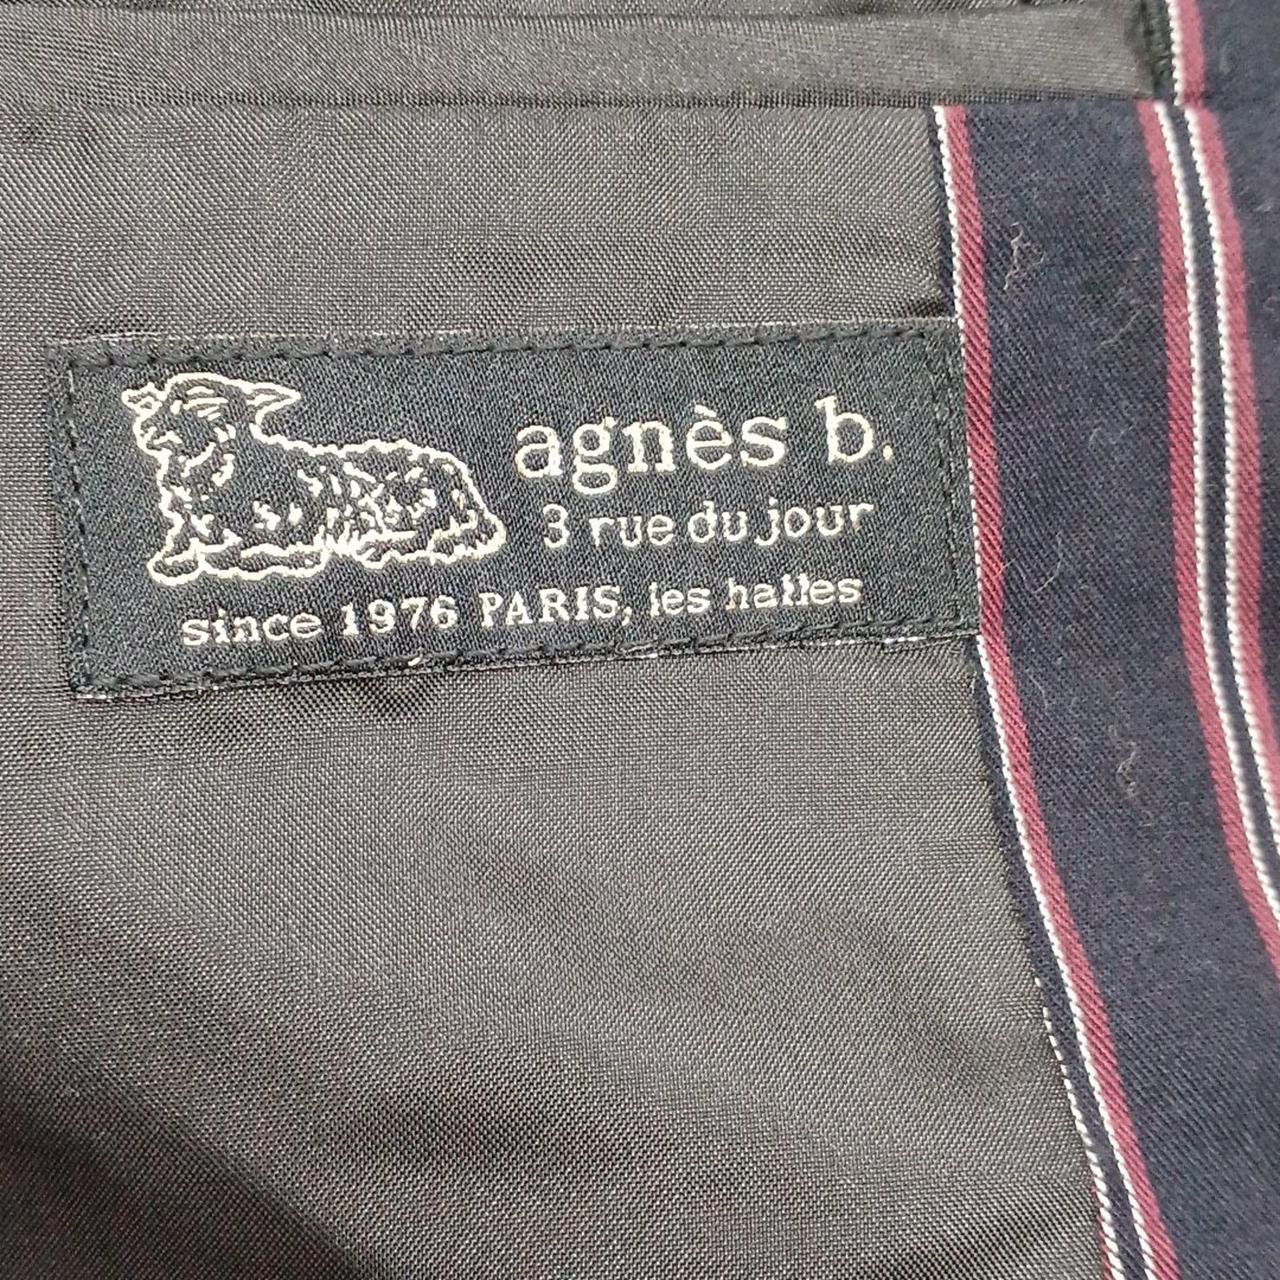 agnès b.
3 rue du jour
since 1976 PARIS, les halles